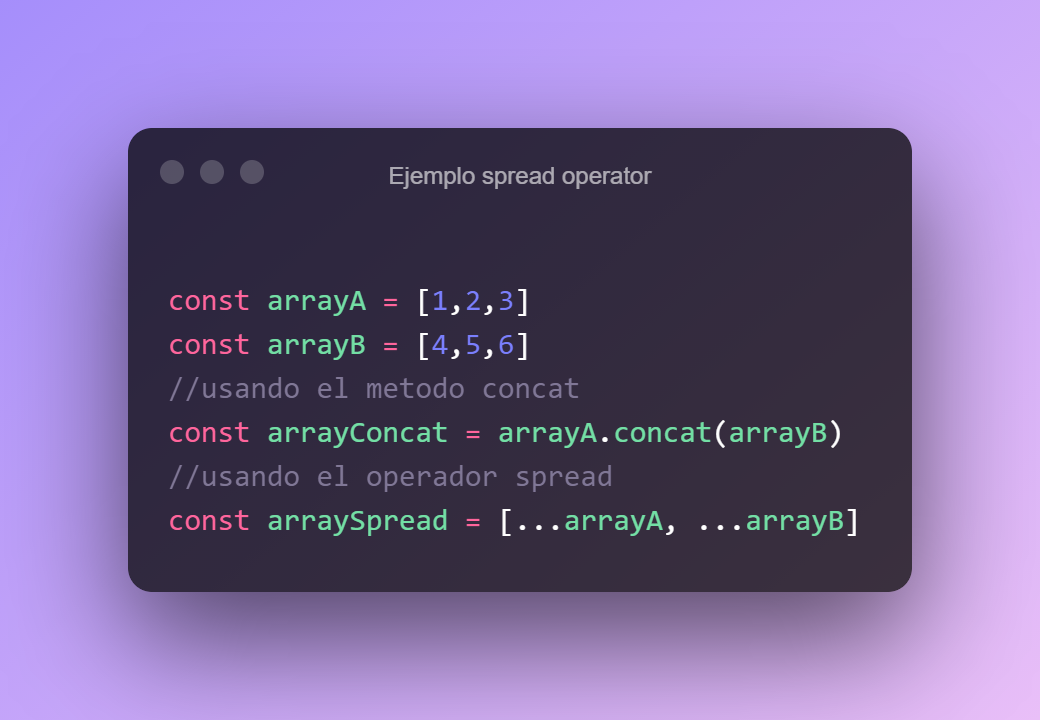 Ejemplo spread operator
const arrayA = [1,2,3]
const arrayB = [4,5,6]
//usando el metodo concat
const arrayConcat = arrayA.concat(arrayB)
//usando el operador spread
const arraySpread = [...arrayA, ...arrayB]